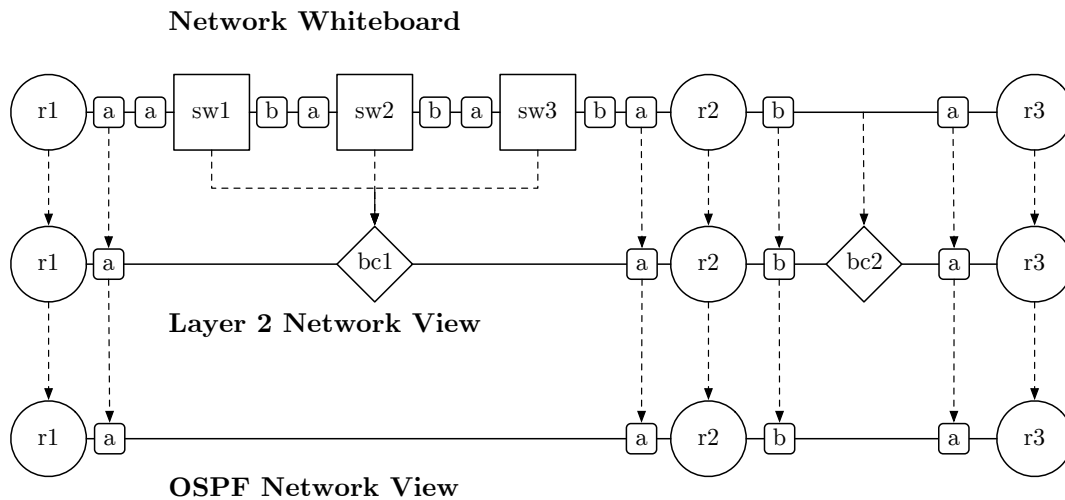 Network Whiteboard
r1 a a sw1 b a sw2 b a sw3 b a r2 b a r3
r1 a bc1 a r2 b bc2 a r3
Layer 2 Network View
r1 a a r2 b a r3
OSPF Network View